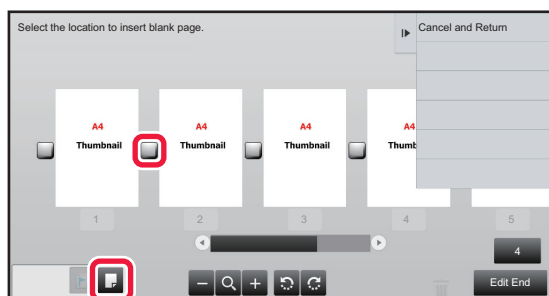 Select the location to insert blank page.
Cancel and Return
A4 A4 A4 A4
Thumbnail Thumbnail Thumbnail Thumb
1 2 3 4 5
4
Edit End